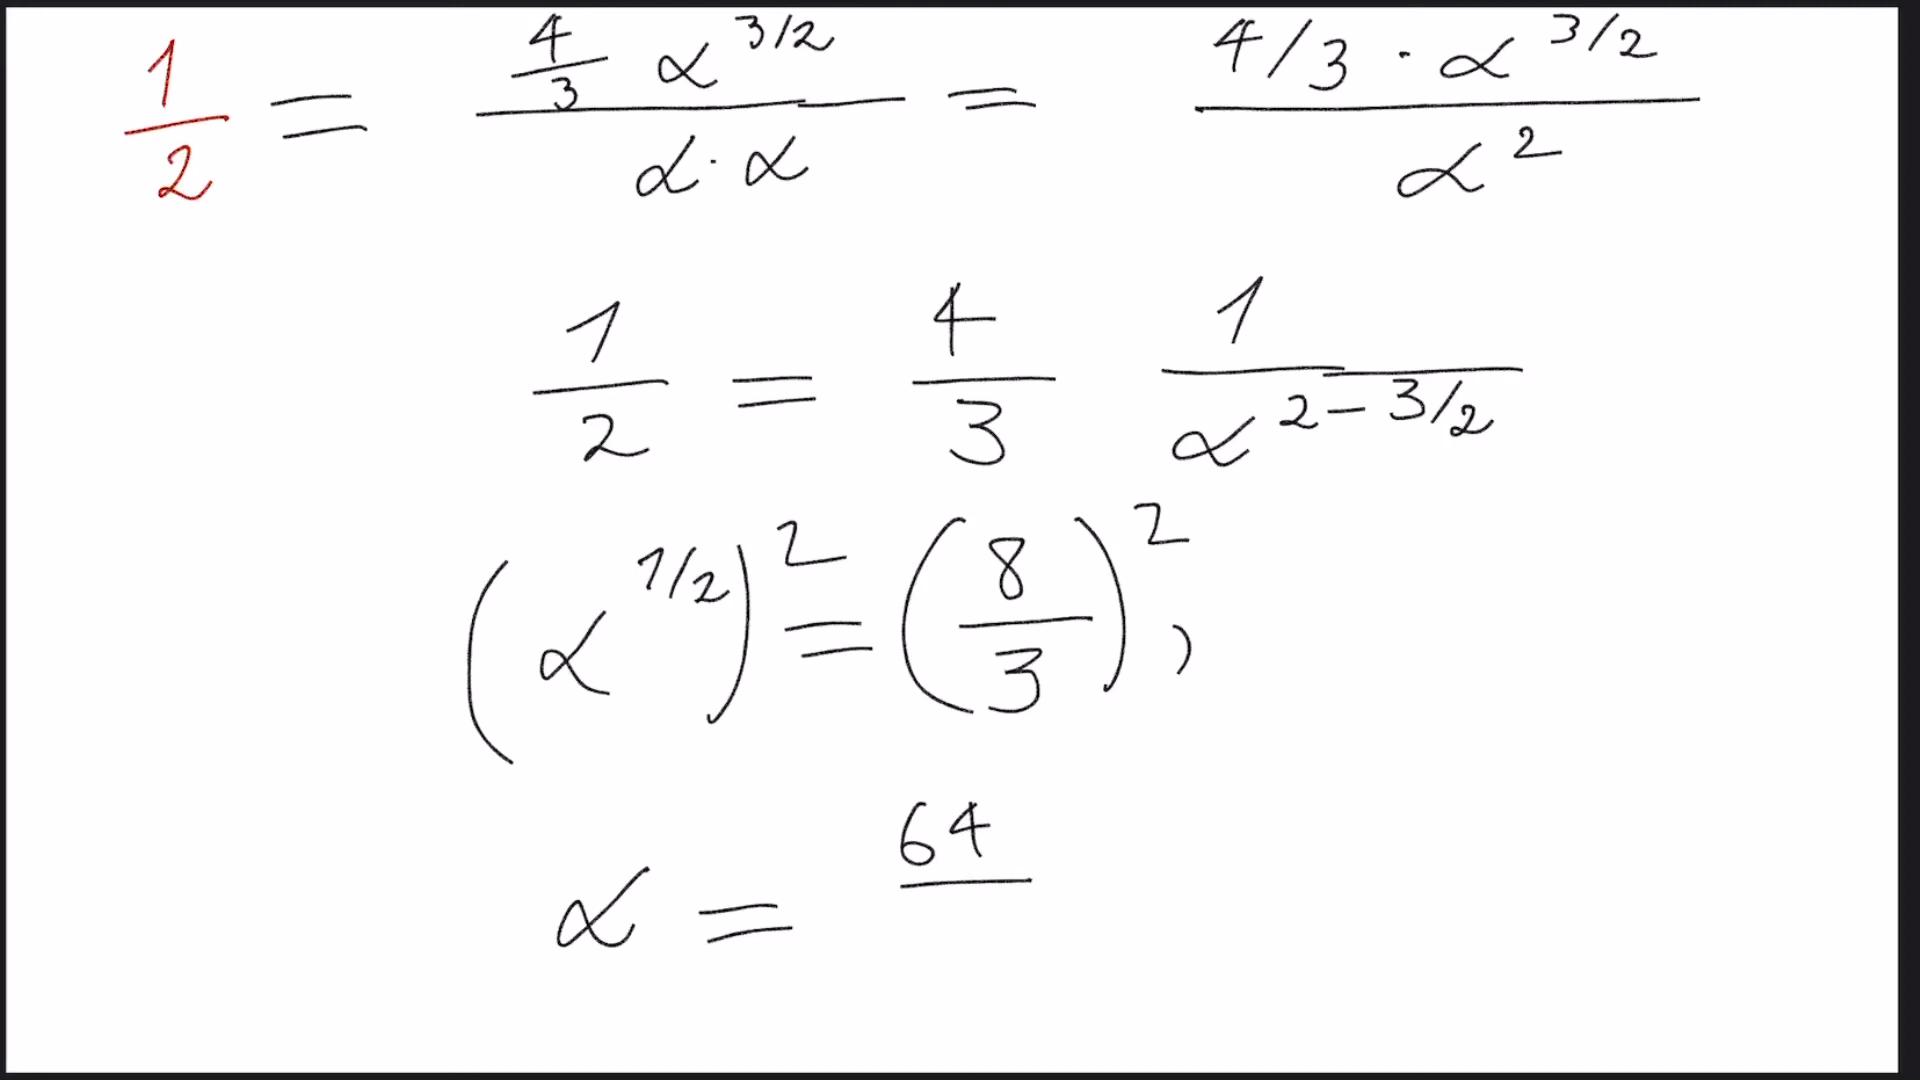 1/2 = (4/3 α^3/2)/(α · α) = (4/3 · α^3/2)/(α^2)
1/2 = 4/3 1/(α^2 - 3/2)
(α^1/2)^2 = (8/3)^2 ,
α = 64/